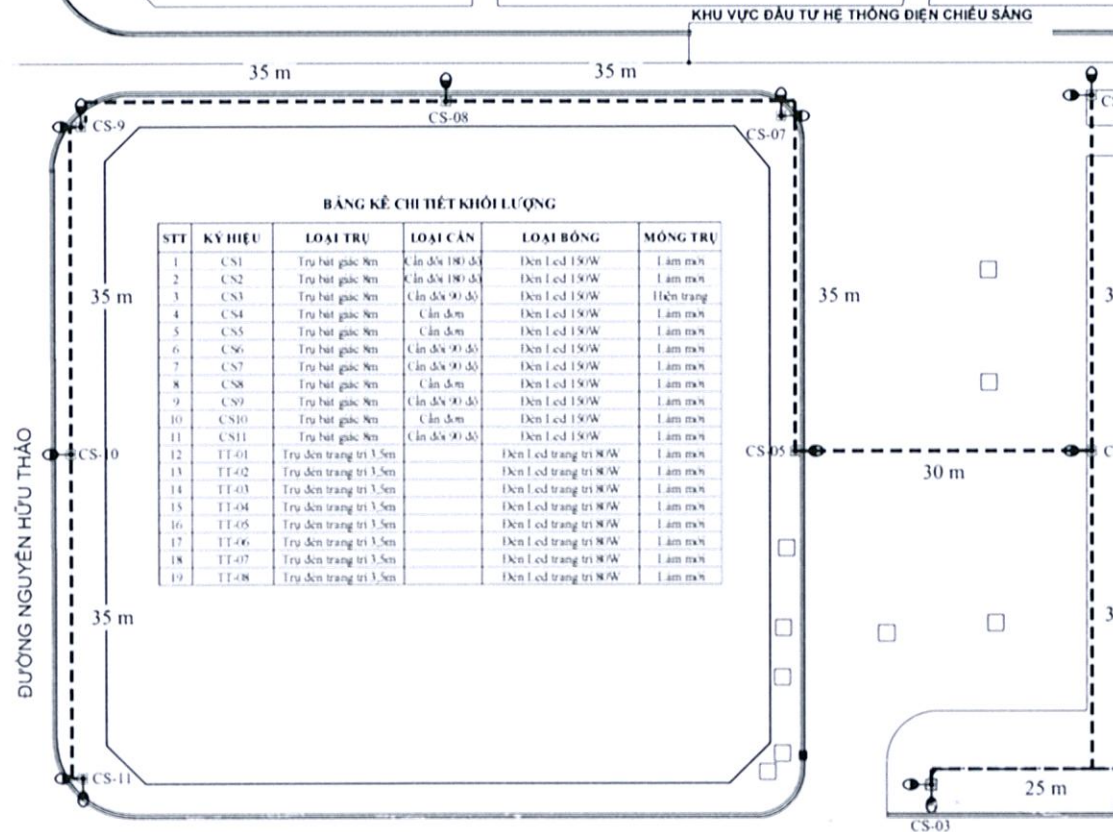 KHU VỰC ĐẦU TƯ HỆ THỐNG ĐIỆN CHIẾU SÁNG
35 m 35 m
CS-9 CS-08 CS-07
BẢNG KÊ CHI TIẾT KHỐI LƯỢNG
STT KÝ HIỆU LOẠI TRỤ LOẠI CẦN LOẠI BÓNG MÓNG TRỤ
1 CS1 Trụ bát giác 8m Cần đôi 180 độ Đèn Led 150W Làm mới
2 CS2 Trụ bát giác 8m Cần đôi 180 độ Đèn Led 150W Làm mới
3 CS3 Trụ bát giác 8m Cần đôi 90 độ Đèn Led 150W Hiện trạng
4 CS4 Trụ bát giác 8m Cần đơn Đèn Led 150W Làm mới
5 CS5 Trụ bát giác 8m Cần đơn Đèn Led 150W Làm mới
6 CS6 Trụ bát giác 8m Cần đôi 90 độ Đèn Led 150W Làm mới
7 CS7 Trụ bát giác 8m Cần đôi 90 độ Đèn Led 150W Làm mới
8 CS8 Trụ bát giác 8m Cần đơn Đèn Led 150W Làm mới
9 CS9 Trụ bát giác 8m Cần đôi 90 độ Đèn Led 150W Làm mới
10 CS10 Trụ bát giác 8m Cần đơn Đèn Led 150W Làm mới
11 CS11 Trụ bát giác 8m Cần đôi 90 độ Đèn Led 150W Làm mới
12 TT-01 Trụ đèn trang trí 3,5m Đèn Led trang trí 80W Làm mới
13 TT-02 Trụ đèn trang trí 3,5m Đèn Led trang trí 80W Làm mới
14 TT-03 Trụ đèn trang trí 3,5m Đèn Led trang trí 80W Làm mới
15 TT-04 Trụ đèn trang trí 3,5m Đèn Led trang trí 80W Làm mới
16 TT-05 Trụ đèn trang trí 3,5m Đèn Led trang trí 80W Làm mới
17 TT-06 Trụ đèn trang trí 3,5m Đèn Led trang trí 80W Làm mới
18 TT-07 Trụ đèn trang trí 3,5m Đèn Led trang trí 80W Làm mới
19 TT-08 Trụ đèn trang trí 3,5m Đèn Led trang trí 80W Làm mới
35 m
35 m
CS-10
CS-05
30 m
ĐƯỜNG NGUYỄN HỮU THẢO
35 m
CS-11
25 m
CS-03